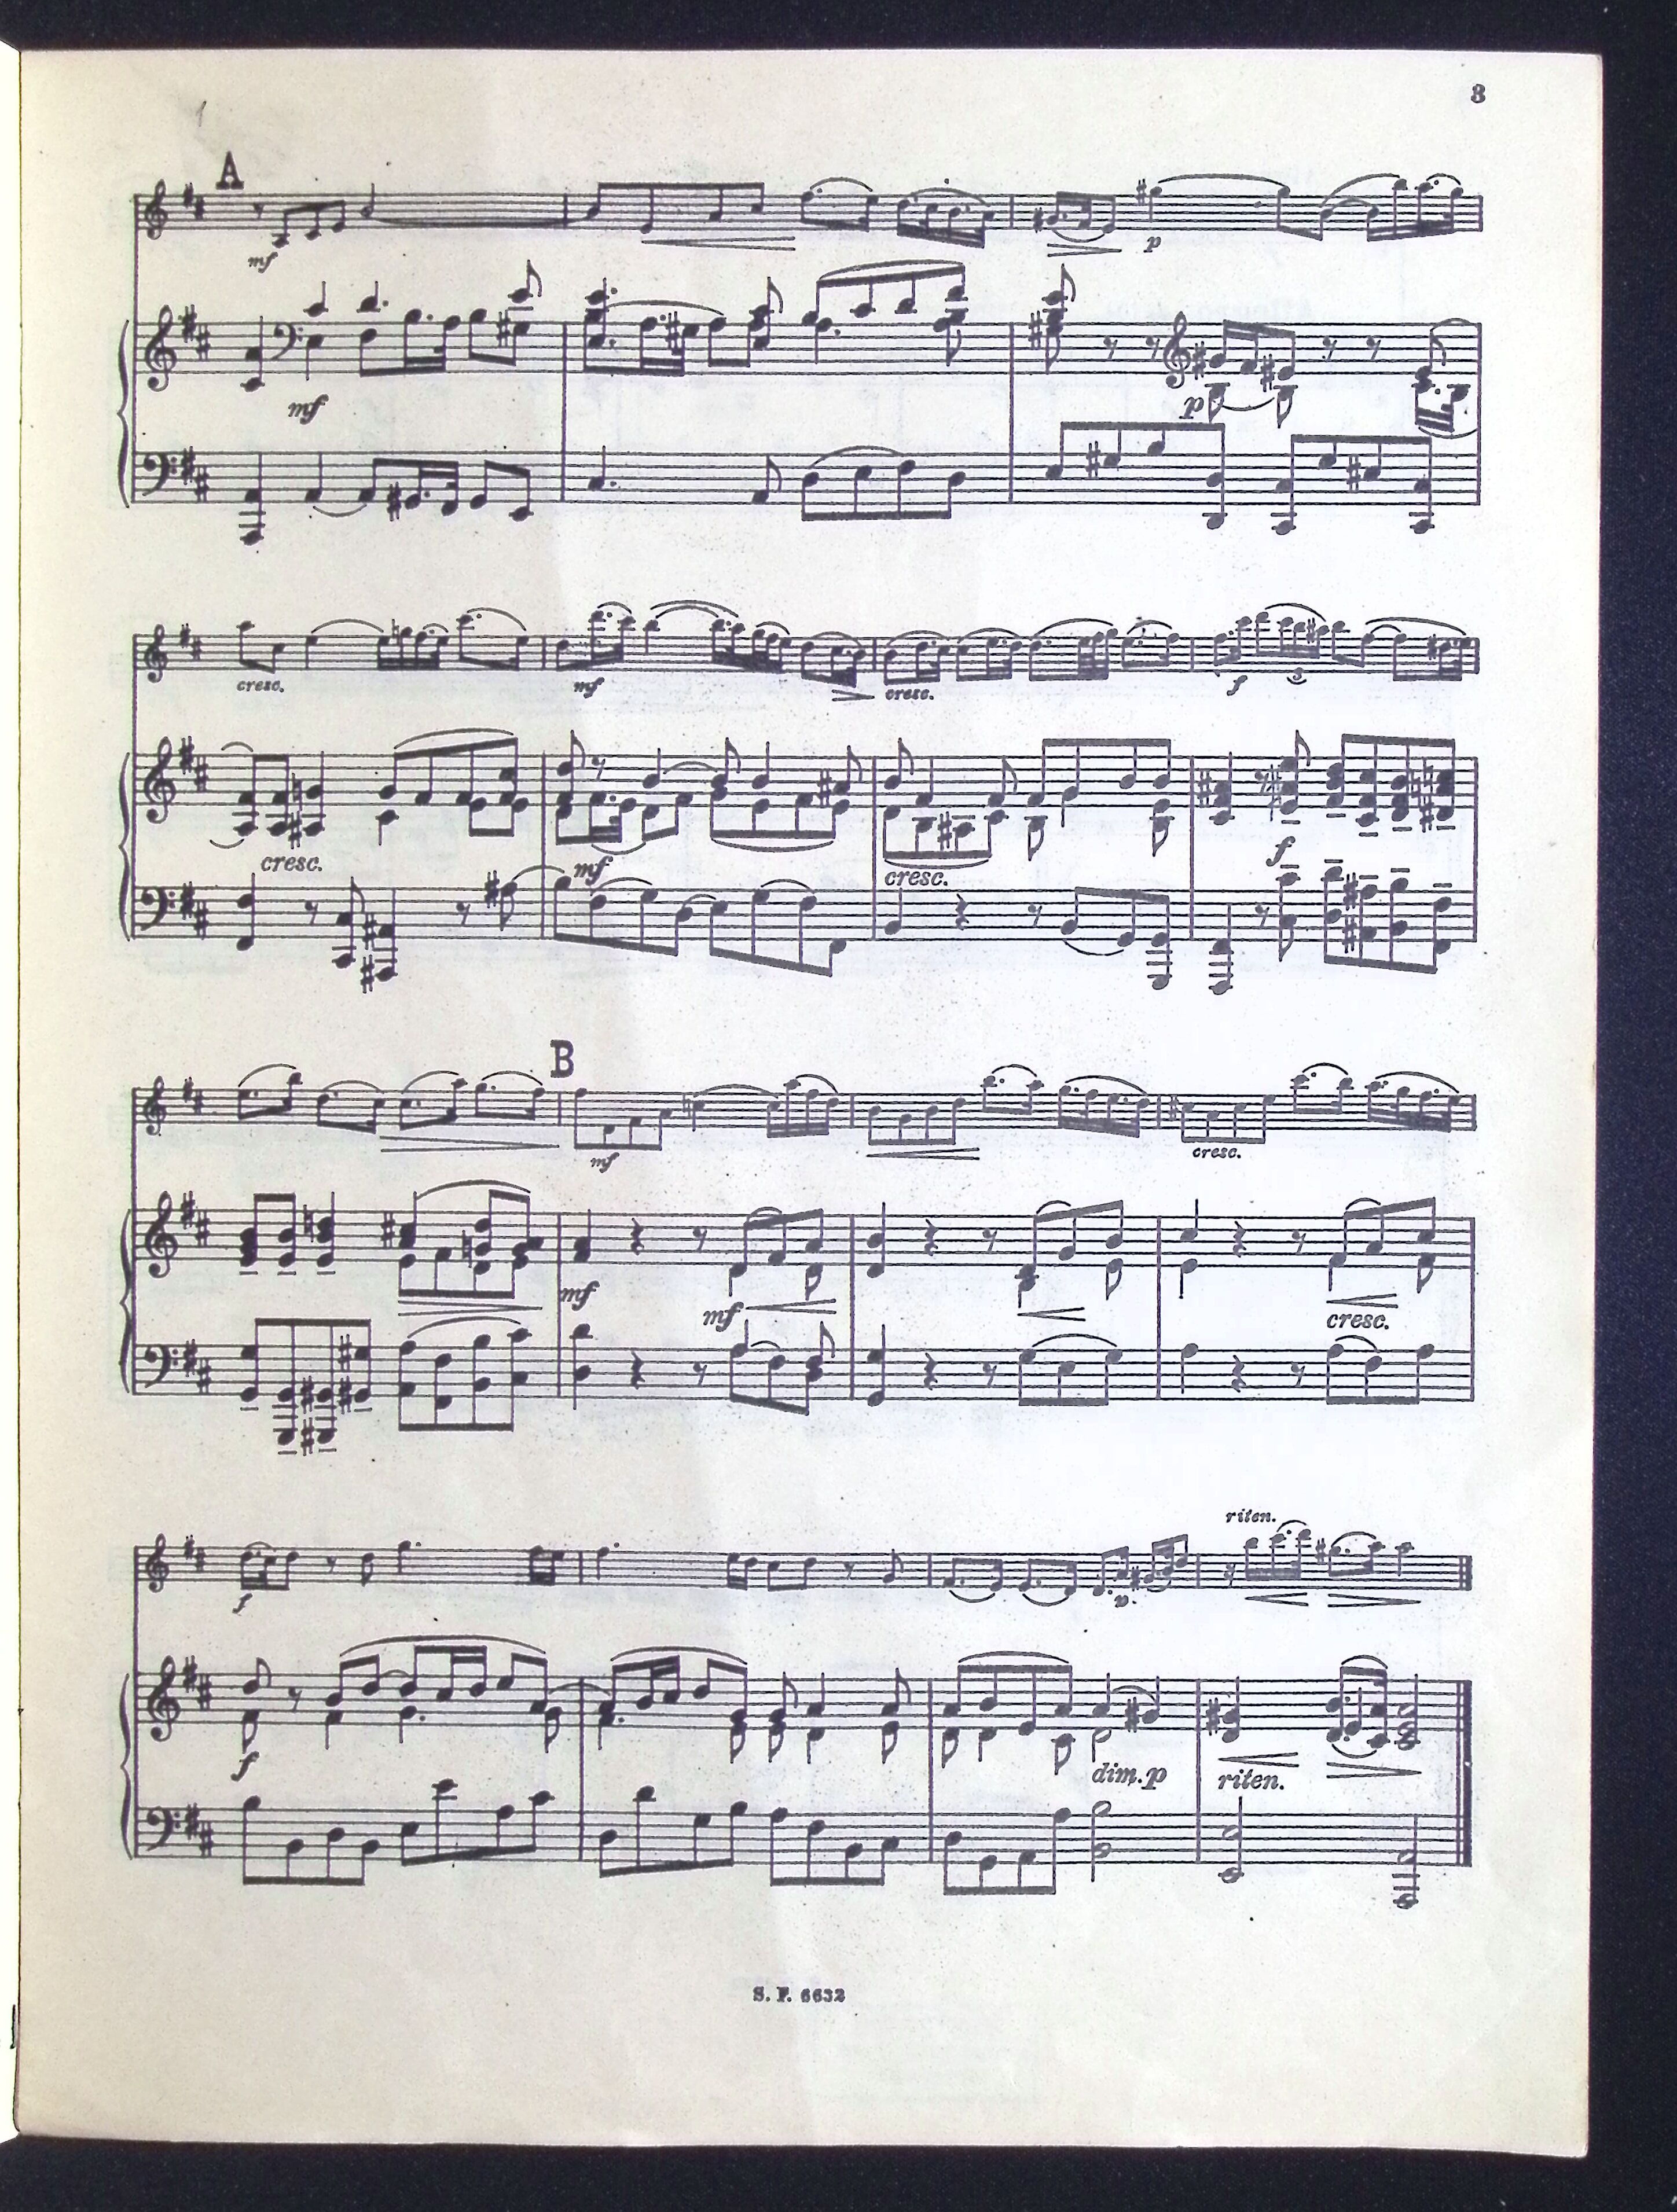 3
A
mf
p
mf
p
cresc.
mf
cresc.
f
3
cresc.
mf
cresc.
f
B
mf
cresc.
mf
mf
cresc.
riten.
f
p.
f
dim. p
riten.
S. F. 6632